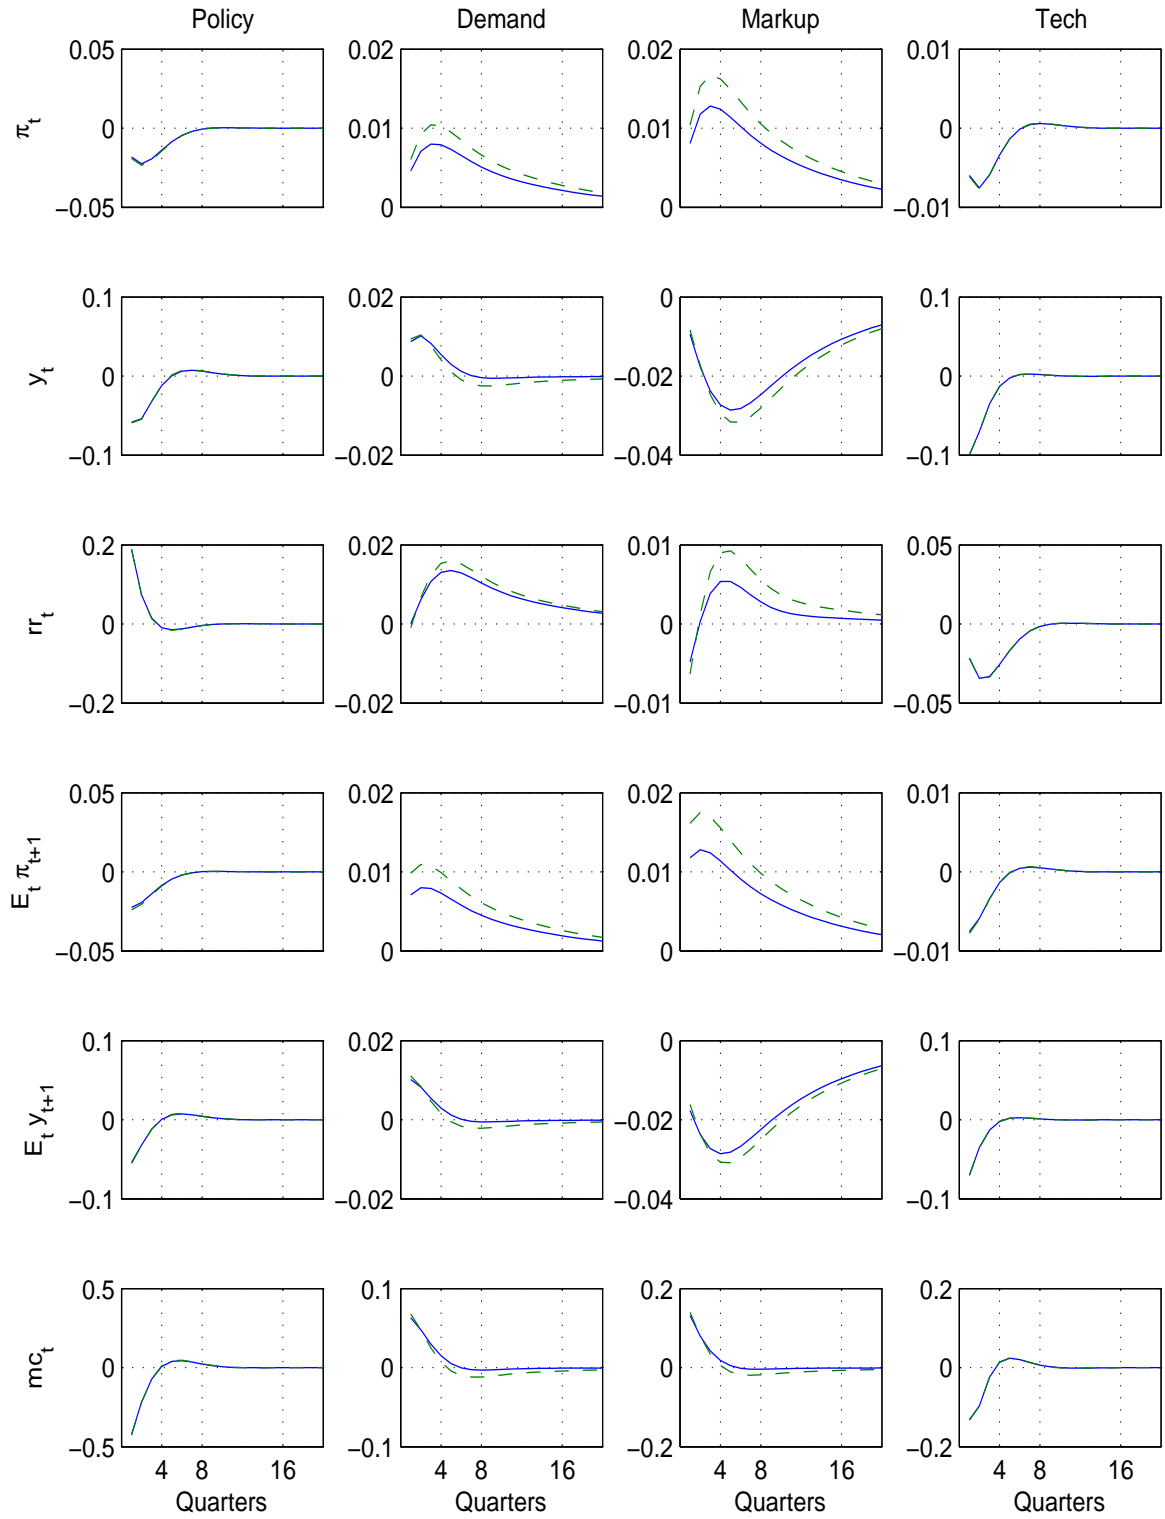 Policy Demand Markup Tech
π_t
0.05 0 −0.05
0.02 0.01 0
0.02 0.01 0
0.01 0 −0.01
y_t
0.1 0 −0.1
0.02 0 −0.02
0 −0.02 −0.04
0.1 0 −0.1
rr_t
0.2 0 −0.2
0.02 0 −0.02
0.01 0 −0.01
0.05 0 −0.05
E_t π_{t+1}
0.05 0 −0.05
0.02 0.01 0
0.02 0.01 0
0.01 0 −0.01
E_t y_{t+1}
0.1 0 −0.1
0.02 0 −0.02
0 −0.02 −0.04
0.1 0 −0.1
mc_t
0.5 0 −0.5
0.1 0 −0.1
0.2 0 −0.2
0.2 0 −0.2
4 8 16 4 8 16 4 8 16 4 8 16
Quarters Quarters Quarters Quarters